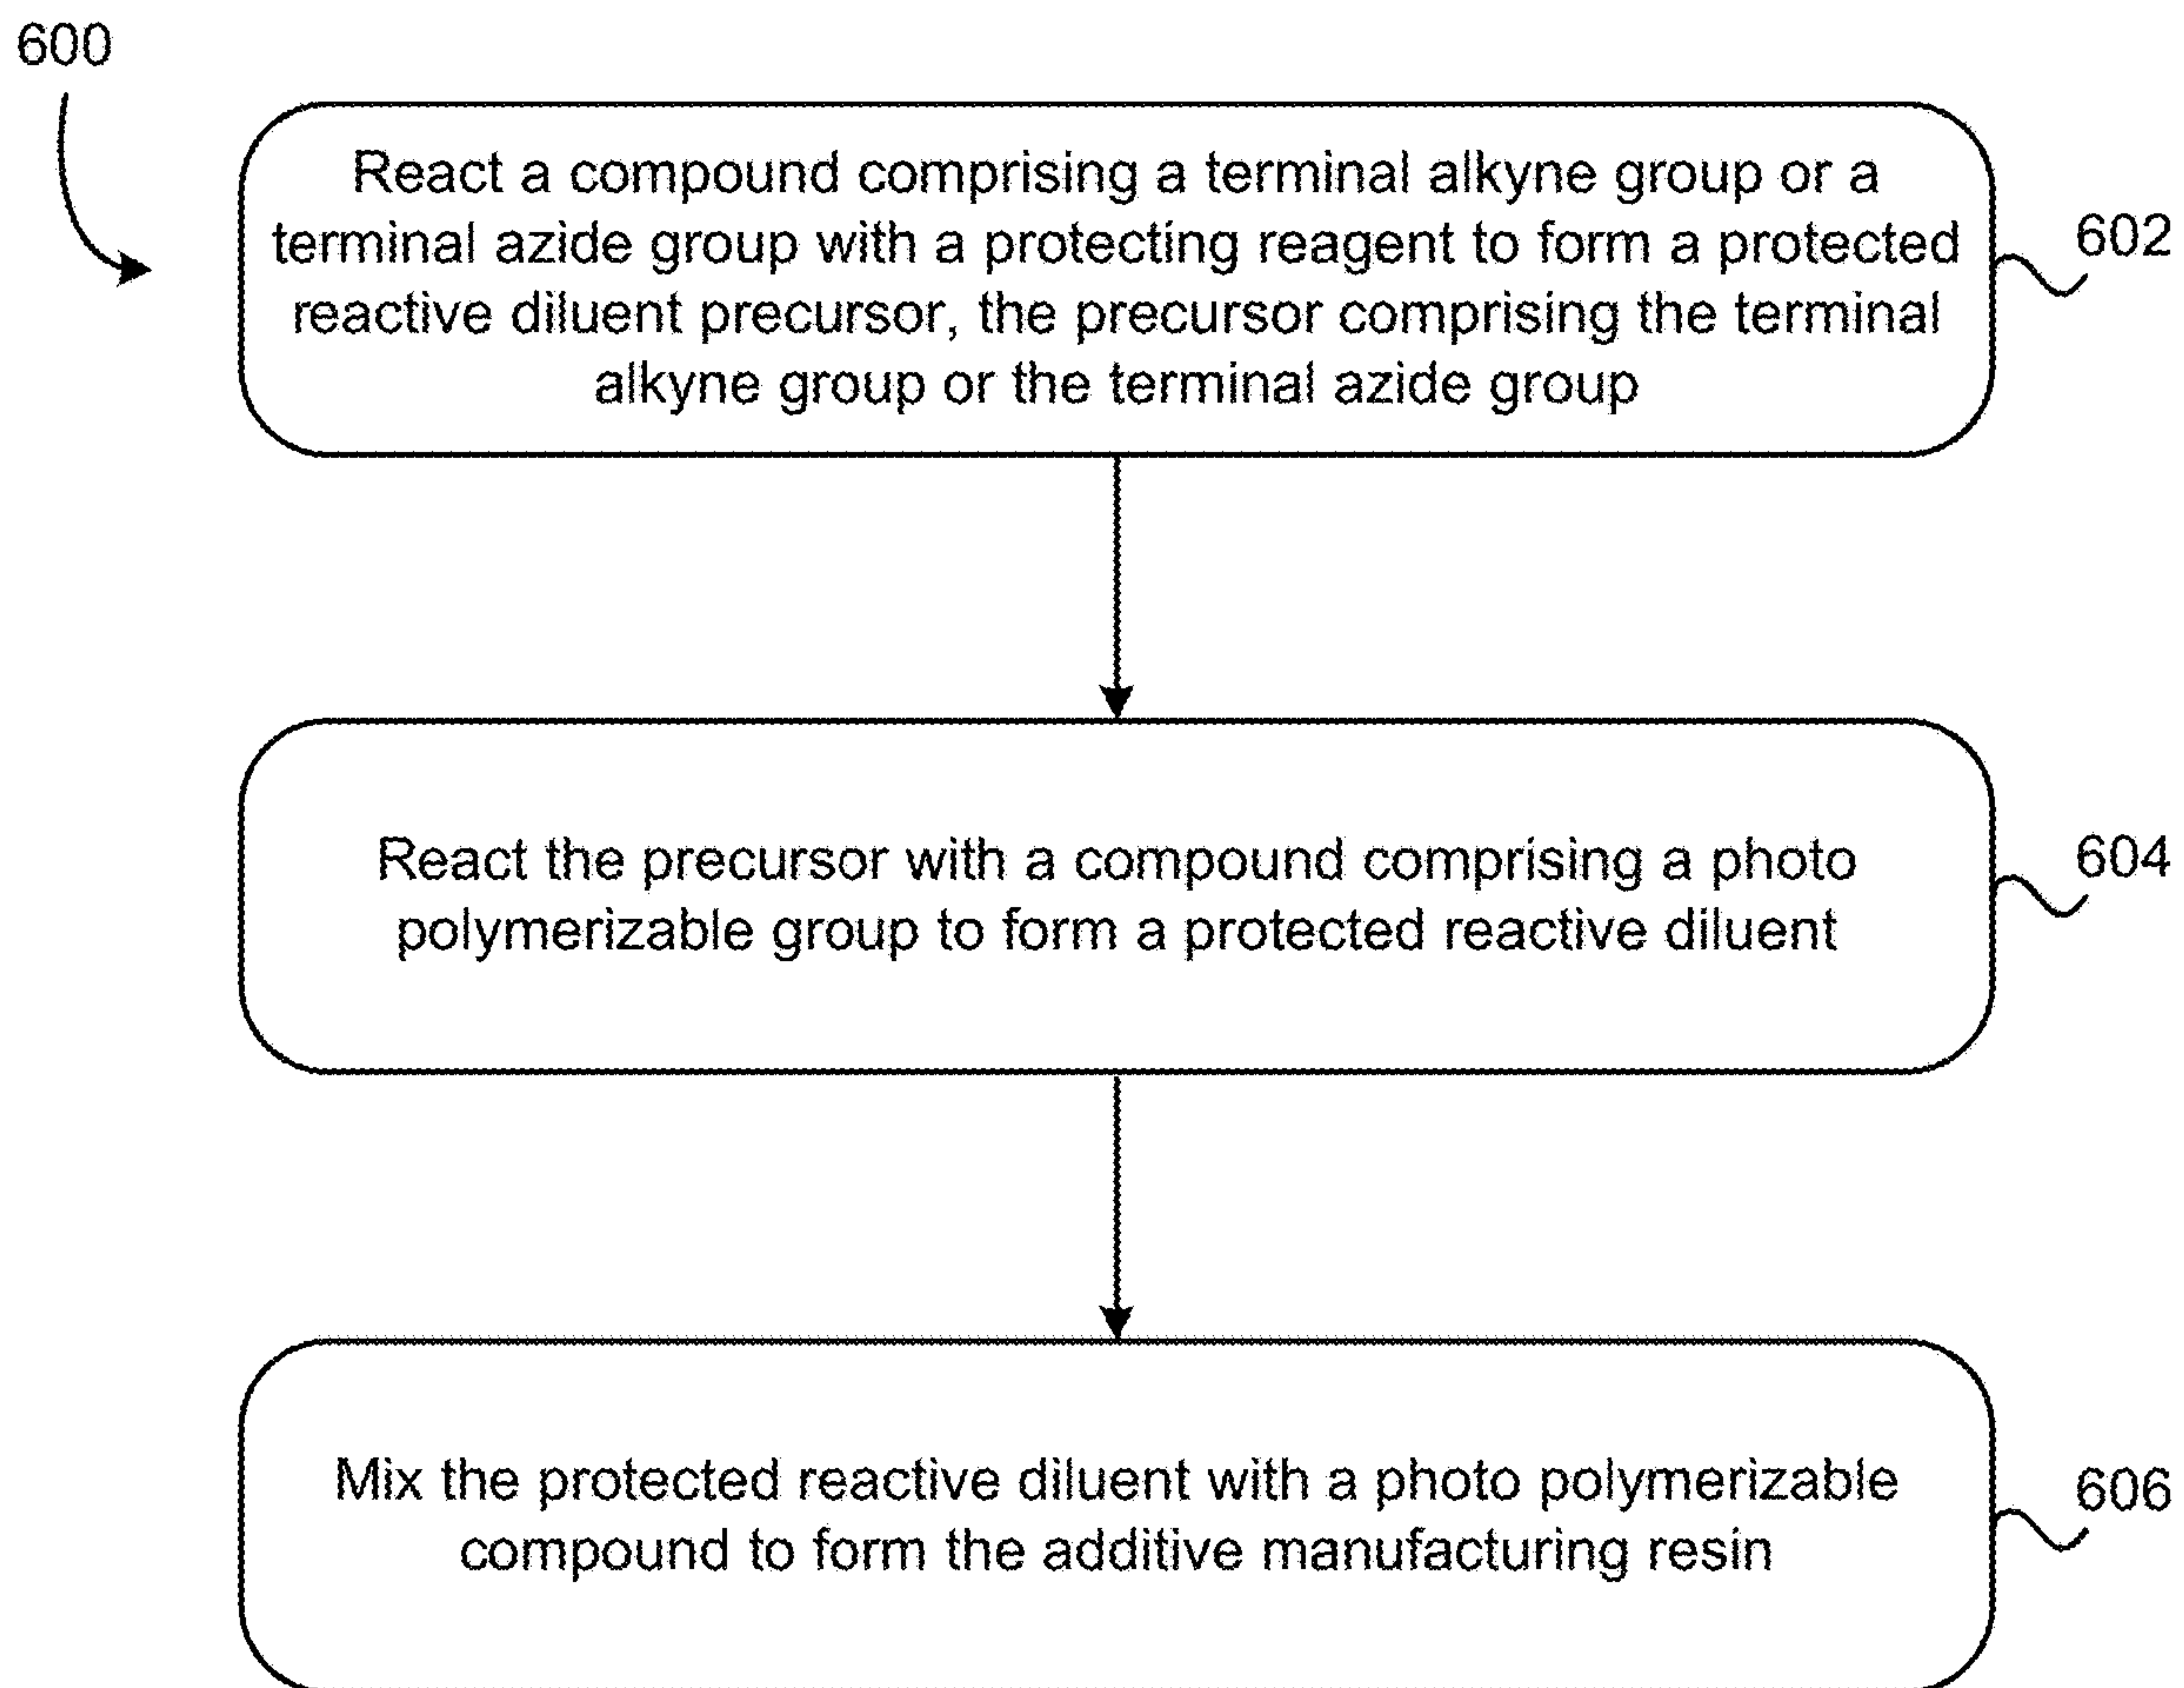 600
React a compound comprising a terminal alkyne group or a
terminal azide group with a protecting reagent to form a protected
reactive diluent precursor, the precursor comprising the terminal
alkyne group or the terminal azide group
602
React the precursor with a compound comprising a photo
polymerizable group to form a protected reactive diluent
604
Mix the protected reactive diluent with a photo polymerizable
compound to form the additive manufacturing resin
606